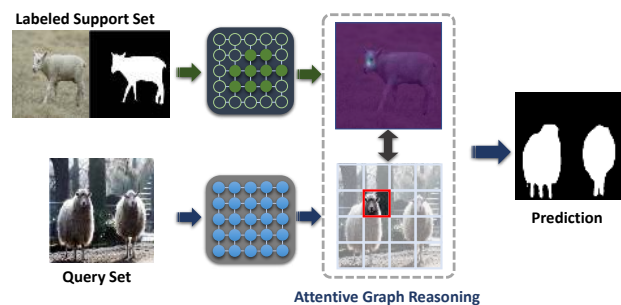 Labeled Support Set
Query Set
Prediction
Attentive Graph Reasoning